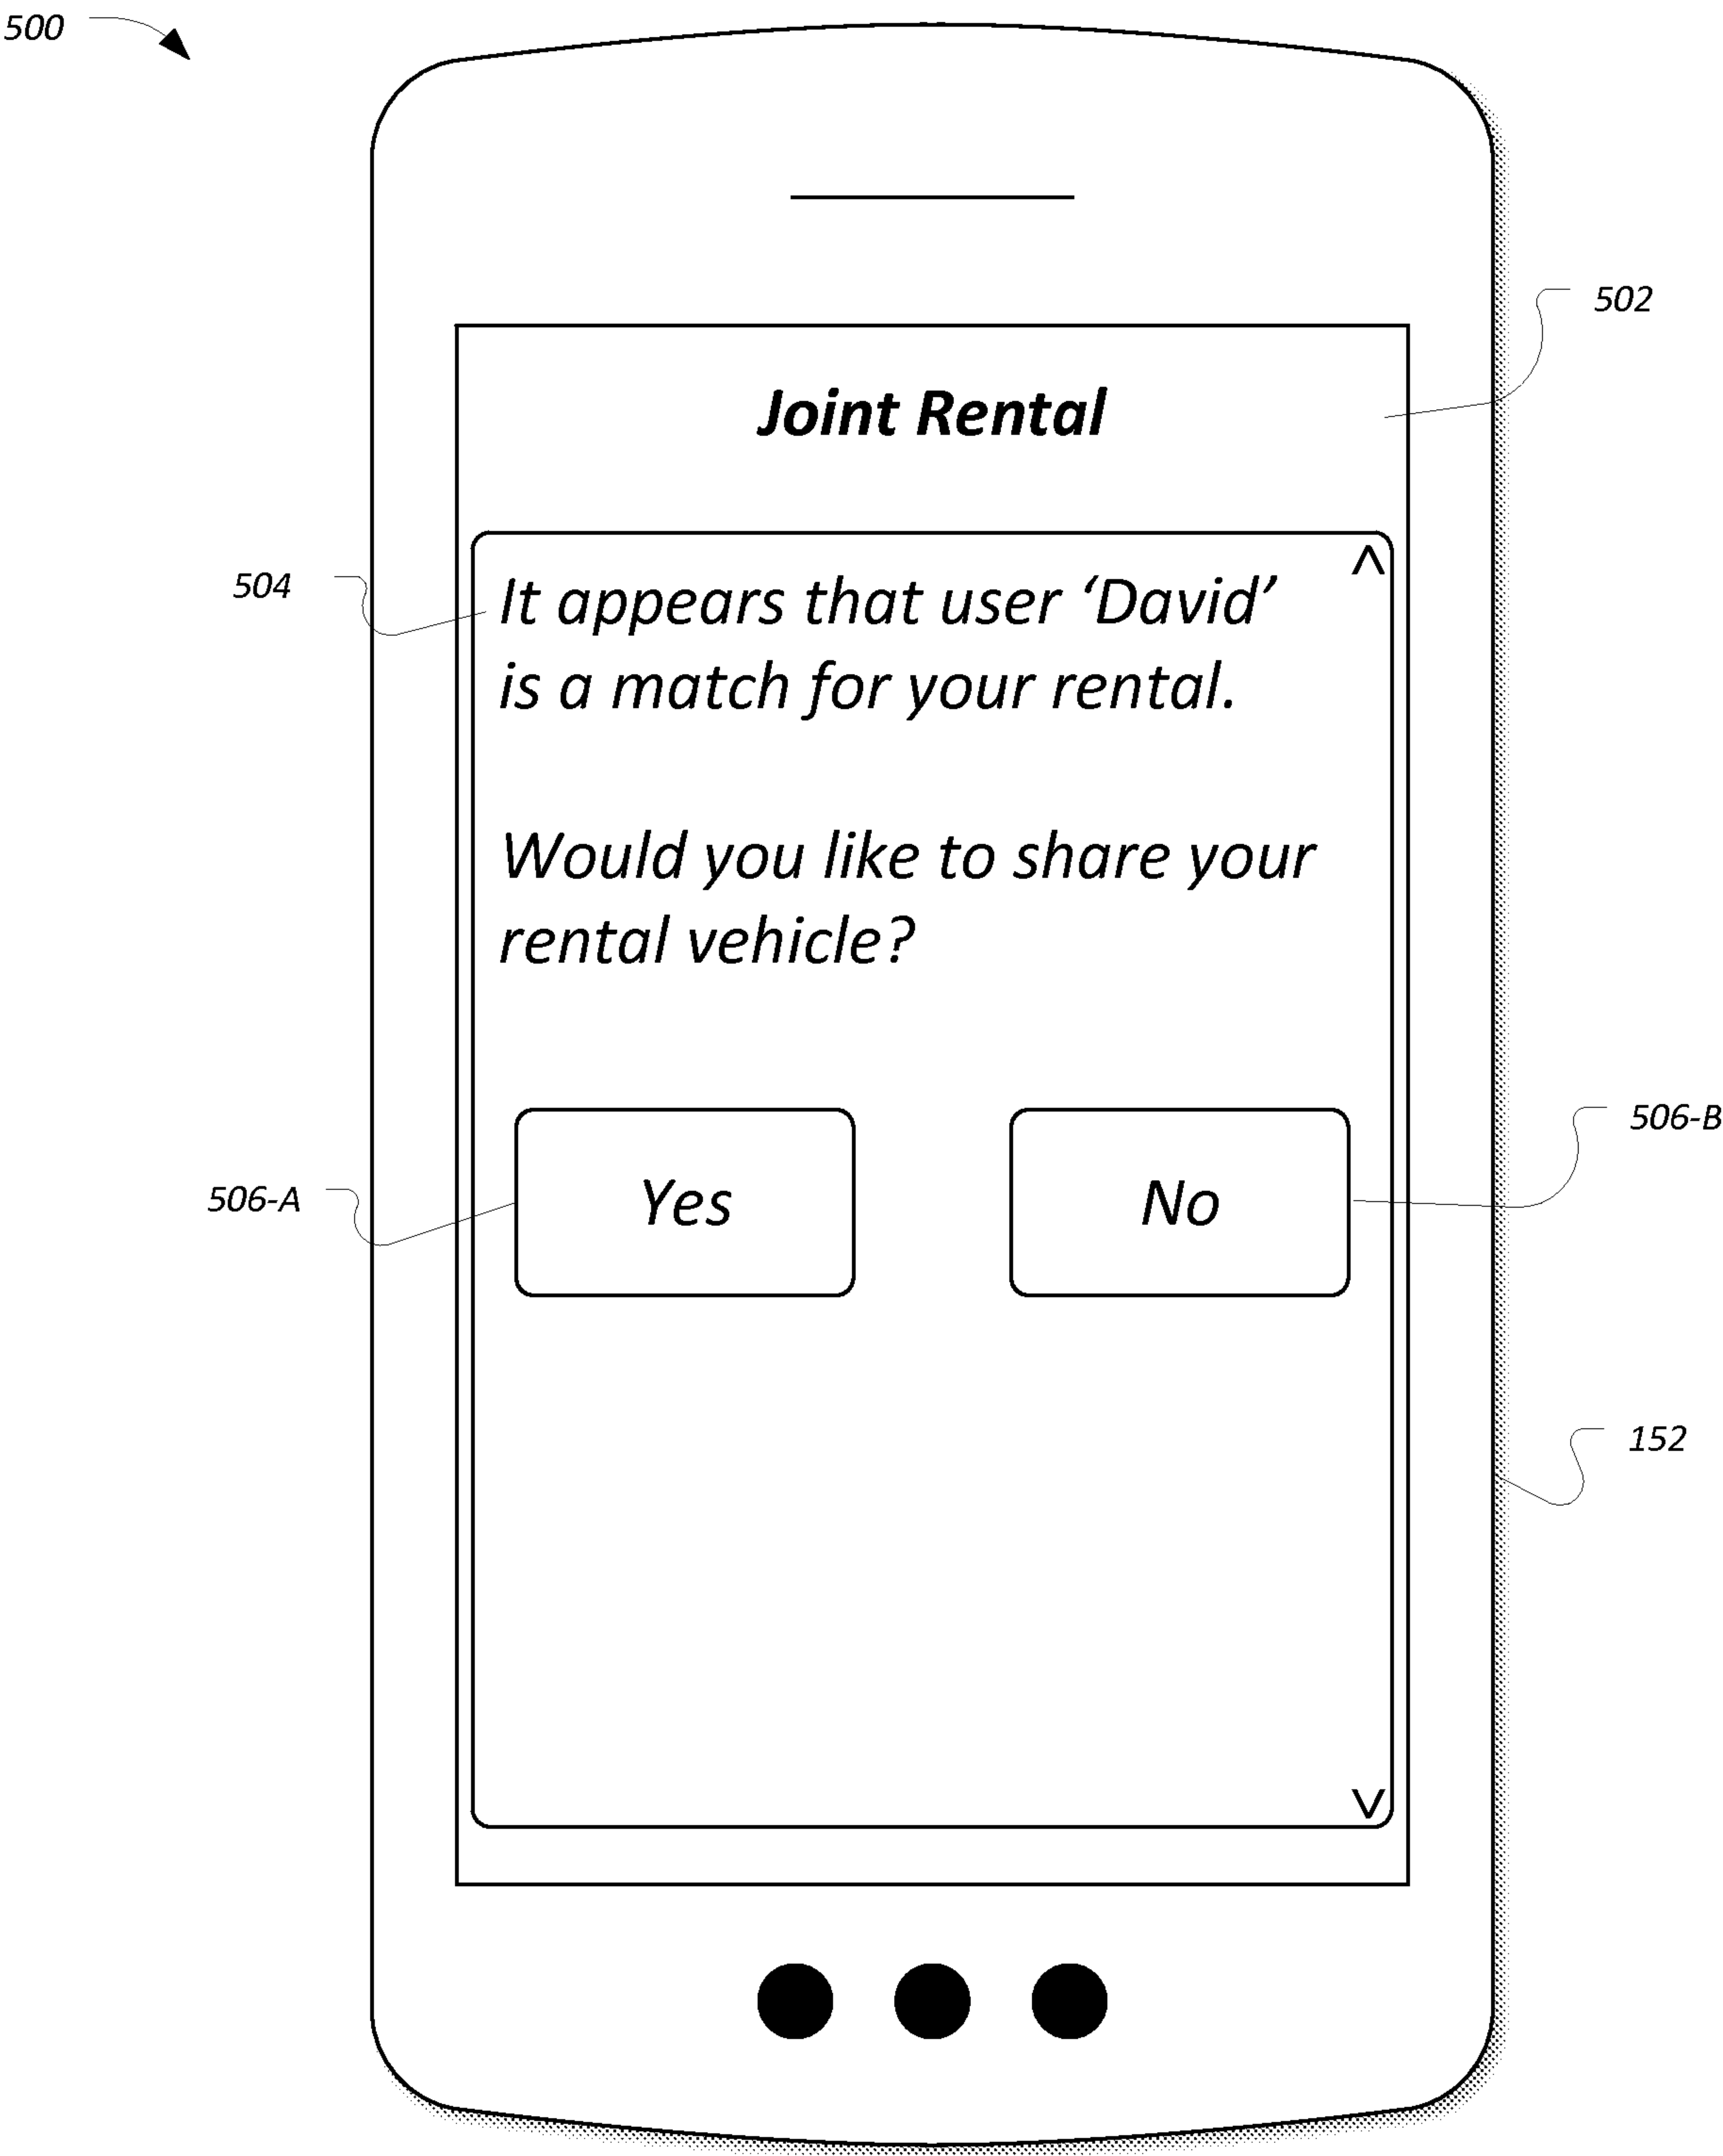 500
502
Joint Rental
^
504
It appears that user ‘David’
is a match for your rental.
Would you like to share your
rental vehicle?
506-B
506-A
Yes
No
152
V